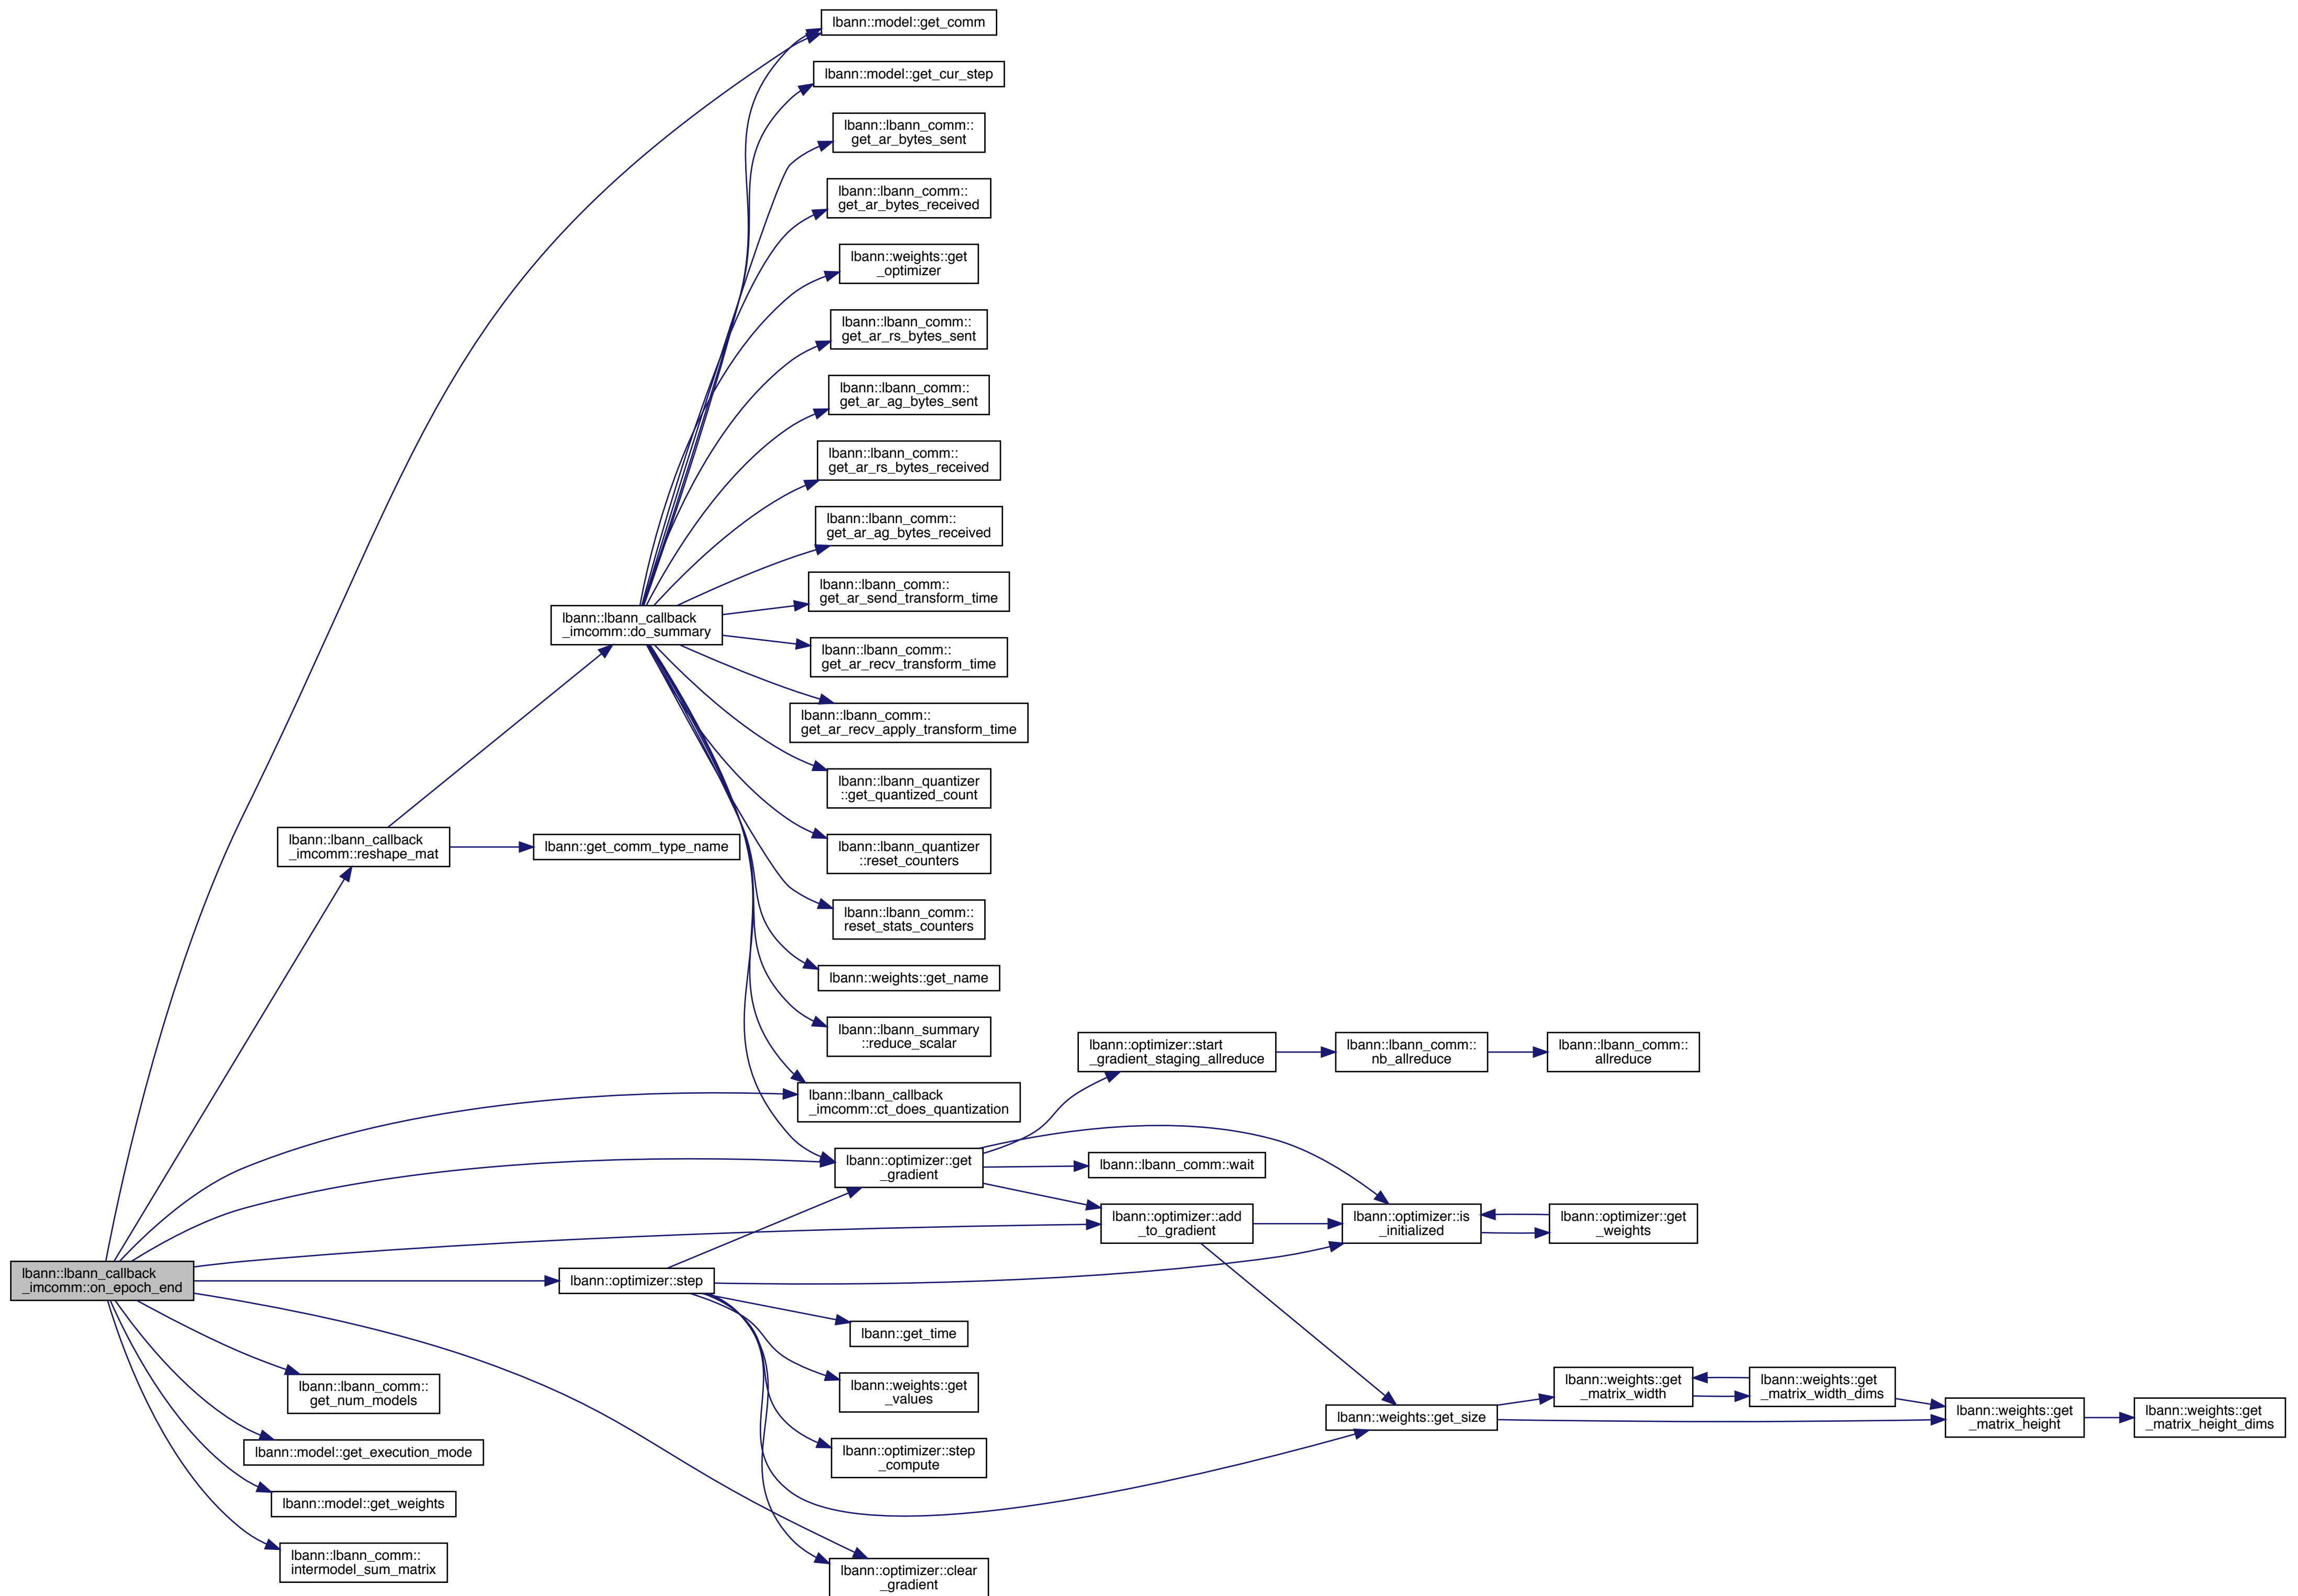 lbann::model::get_comm
lbann::model::get_cur_step
lbann::lbann_comm::
get_ar_bytes_sent
lbann::lbann_comm::
get_ar_bytes_received
lbann::weights::get
_optimizer
lbann::lbann_comm::
get_ar_rs_bytes_sent
lbann::lbann_comm::
get_ar_ag_bytes_sent
lbann::lbann_comm::
get_ar_rs_bytes_received
lbann::lbann_comm::
get_ar_ag_bytes_received
lbann::lbann_comm::
get_ar_send_transform_time
lbann::lbann_callback
_imcomm::do_summary
lbann::lbann_comm::
get_ar_recv_transform_time
lbann::lbann_comm::
get_ar_recv_apply_transform_time
lbann::lbann_quantizer
::get_quantized_count
lbann::lbann_callback
_imcomm::reshape_mat
lbann::get_comm_type_name
lbann::lbann_quantizer
::reset_counters
lbann::lbann_comm::
reset_stats_counters
lbann::weights::get_name
lbann::lbann_summary
::reduce_scalar
lbann::optimizer::start
_gradient_staging_allreduce
lbann::lbann_comm::
nb_allreduce
lbann::lbann_comm::
allreduce
lbann::lbann_callback
_imcomm::ct_does_quantization
lbann::optimizer::get
_gradient
lbann::lbann_comm::wait
lbann::optimizer::add
_to_gradient
lbann::optimizer::is
_initialized
lbann::optimizer::get
_weights
lbann::lbann_callback
_imcomm::on_epoch_end
lbann::optimizer::step
lbann::get_time
lbann::lbann_comm::
get_num_models
lbann::weights::get
_values
lbann::weights::get_size
lbann::weights::get
_matrix_width
lbann::weights::get
_matrix_width_dims
lbann::weights::get
_matrix_height
lbann::weights::get
_matrix_height_dims
lbann::model::get_execution_mode
lbann::optimizer::step
_compute
lbann::model::get_weights
lbann::lbann_comm::
intermodel_sum_matrix
lbann::optimizer::clear
_gradient